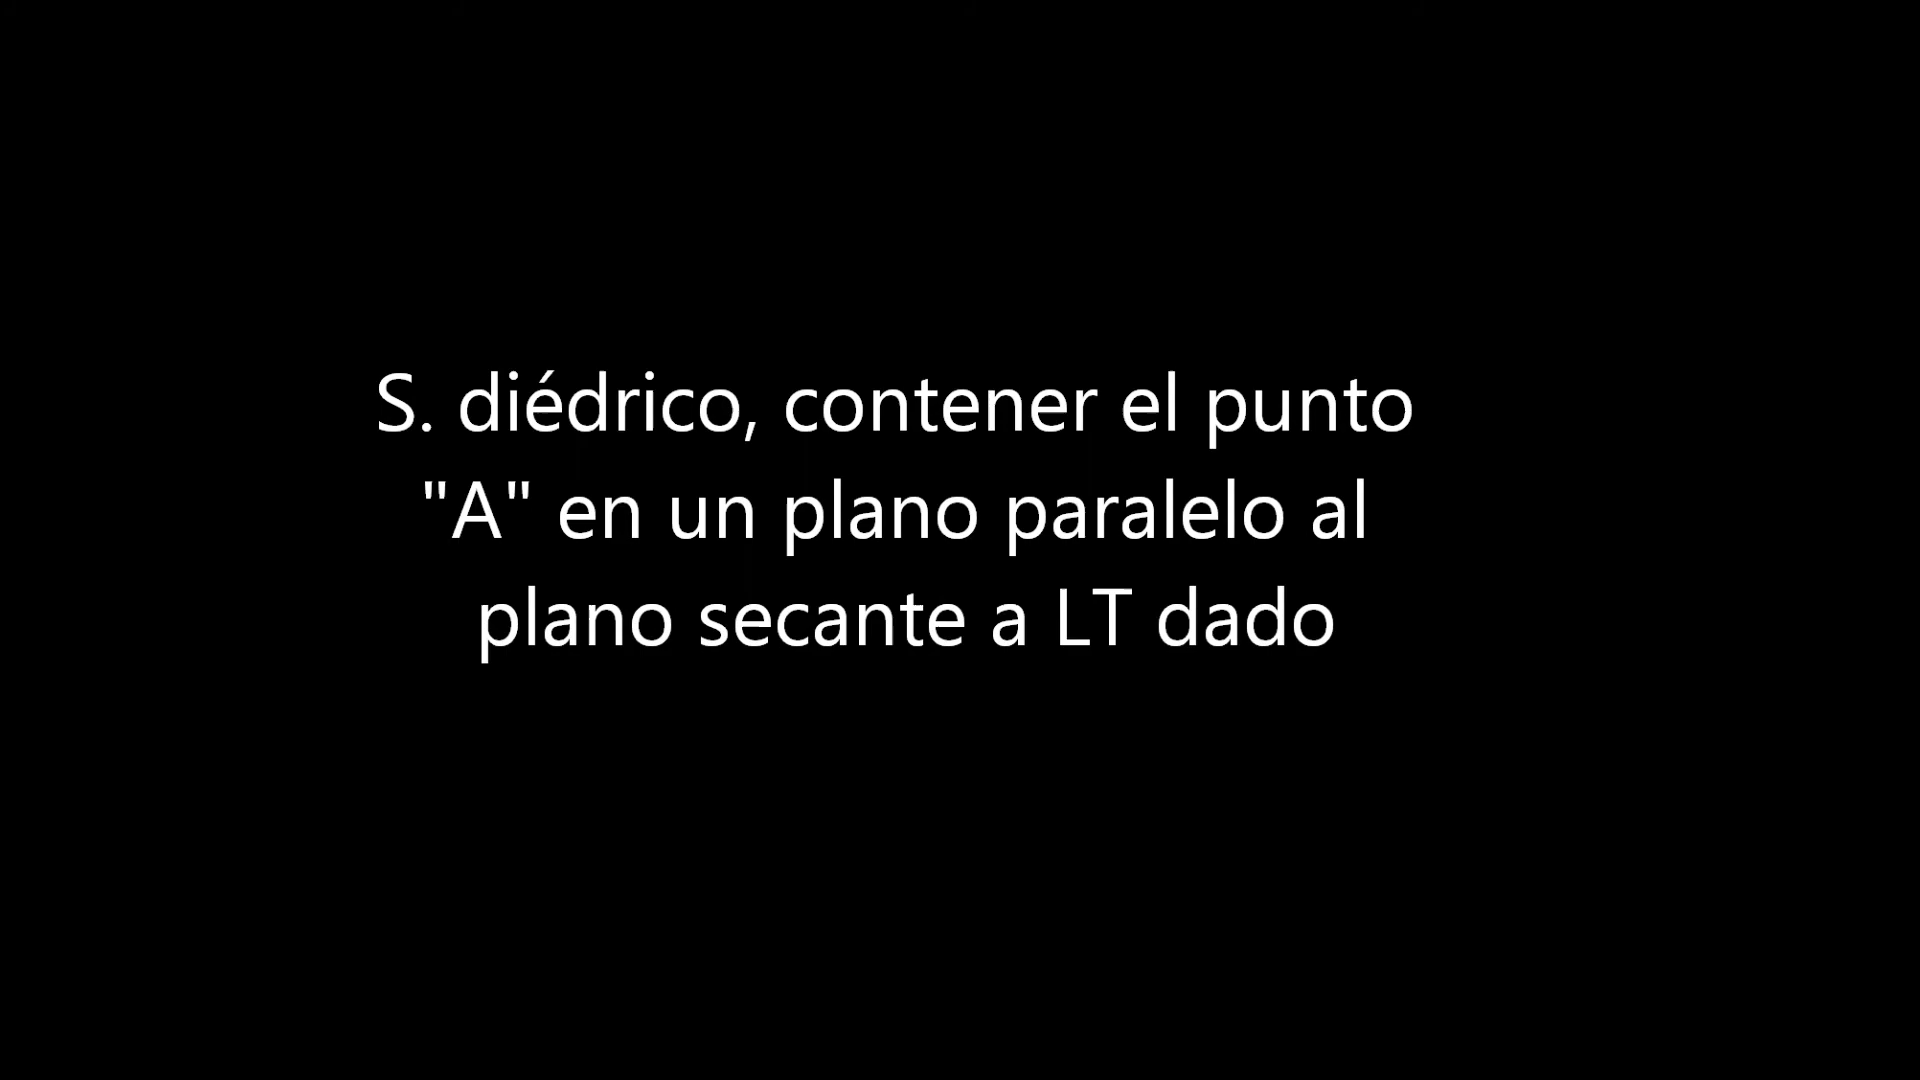 S. diédrico, contener el punto
"A" en un plano paralelo al
plano secante a LT dado